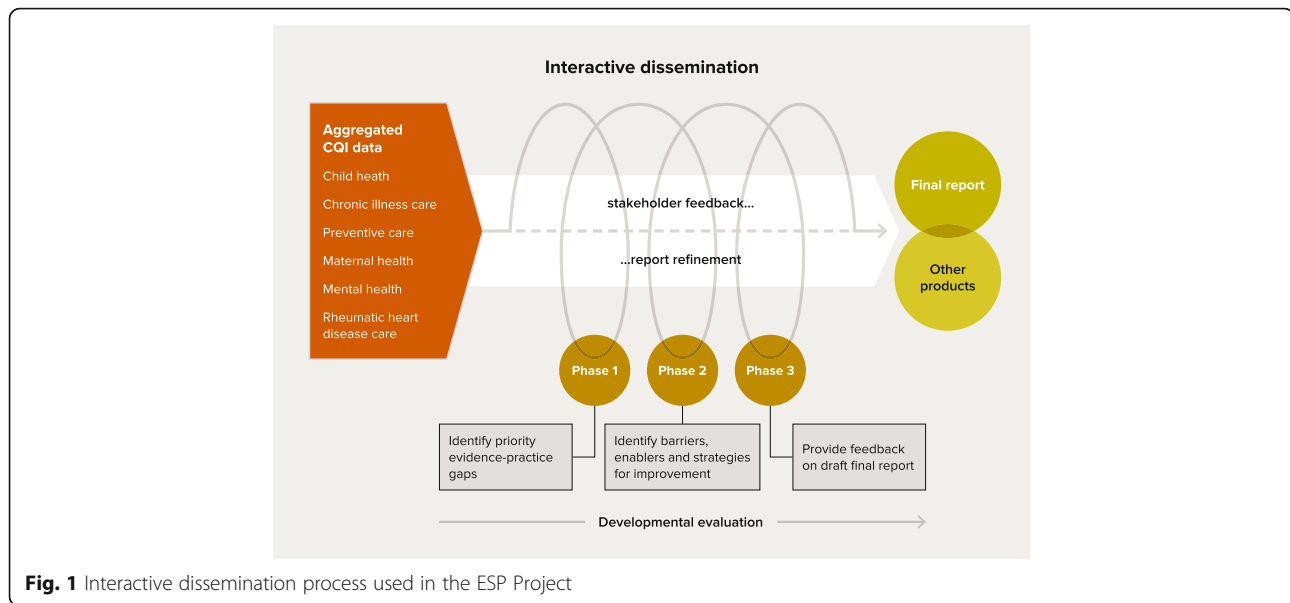 Interactive dissemination
Aggregated
CQI data
Child heath
Chronic illness care
Preventive care
Maternal health
Mental health
Rheumatic heart
disease care
stakeholder feedback...
...report refinement
Final report
Other
products
Phase 1
Phase 2
Phase 3
Identify priority
evidence-practice
gaps
Identify barriers,
enablers and strategies
for improvement
Provide feedback
on draft final report
Developmental evaluation
Fig. 1 Interactive dissemination process used in the ESP Project